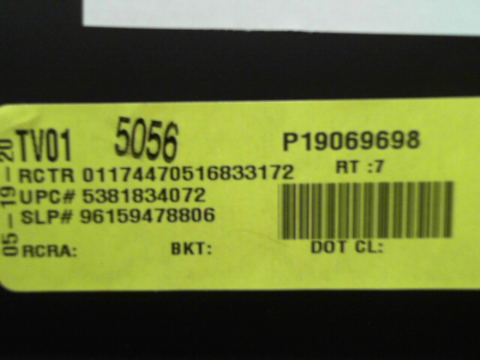 05-19-20
TV01 5056 P19069698
RCTR 01174470516833172 RT :7
UPC# 5381834072
SLP# 96159478806
RCRA: BKT: DOT CL: